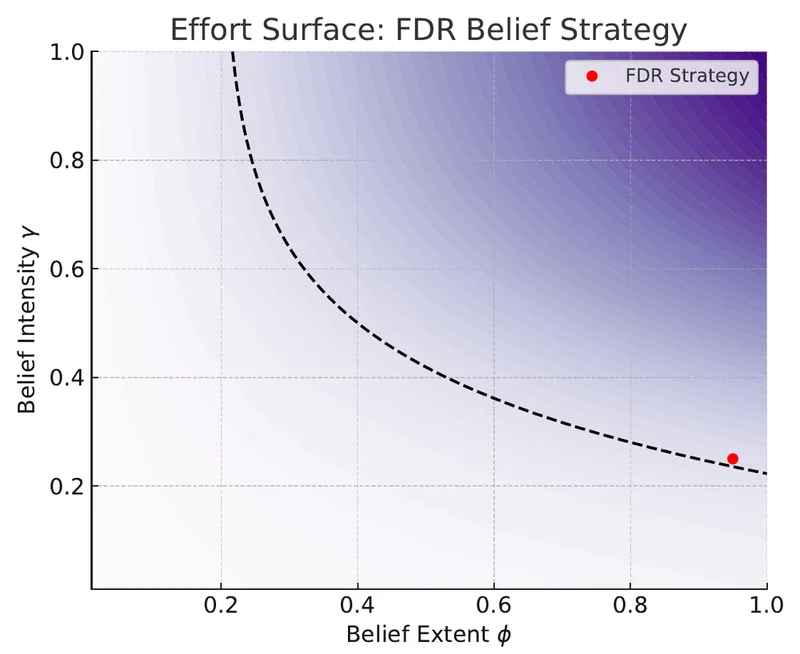 Effort Surface: FDR Belief Strategy
FDR Strategy
1.0
0.8
0.6
0.4
0.2
Belief Intensity γ
0.2 0.4 0.6 0.8 1.0
Belief Extent ϕ